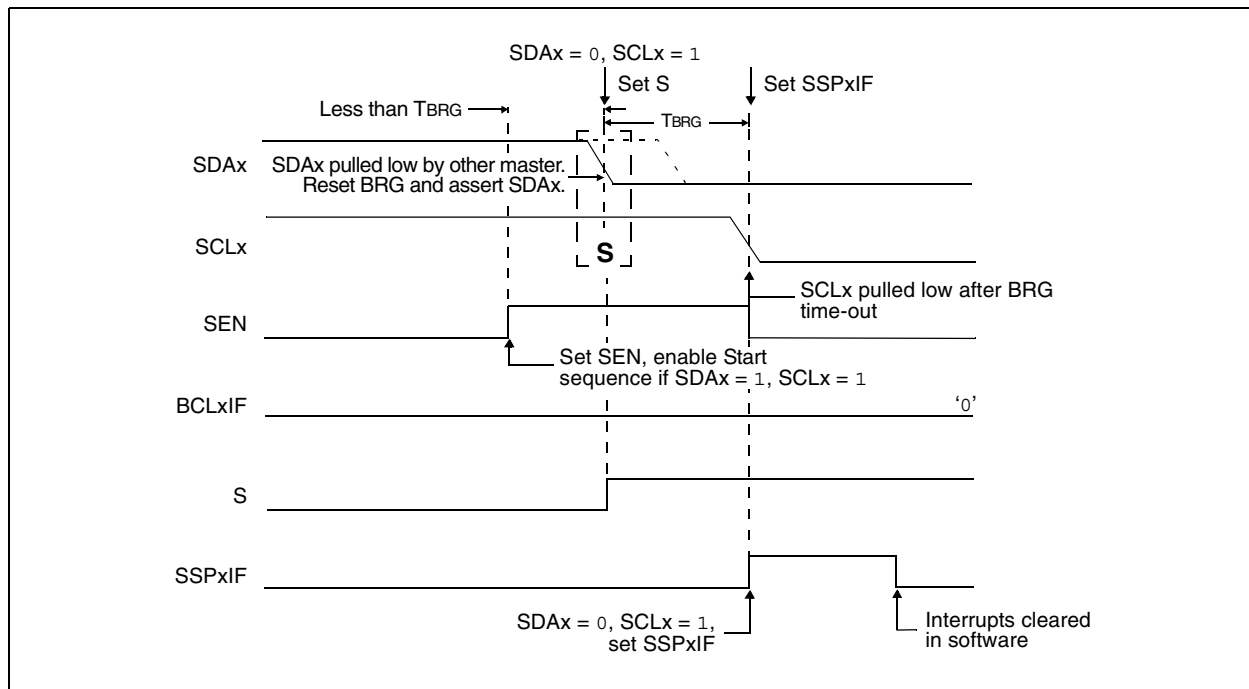 SDAx = 0, SCLx = 1
Set S
Set SSPxIF
Less than TBRG
TBRG
SDAx
SDAx pulled low by other master.
Reset BRG and assert SDAx.
SCLx
S
SCLx pulled low after BRG
time-out
SEN
Set SEN, enable Start
sequence if SDAx = 1, SCLx = 1
BCLxIF
‘0’
S
SSPxIF
SDAx = 0, SCLx = 1,
set SSPxIF
Interrupts cleared
in software